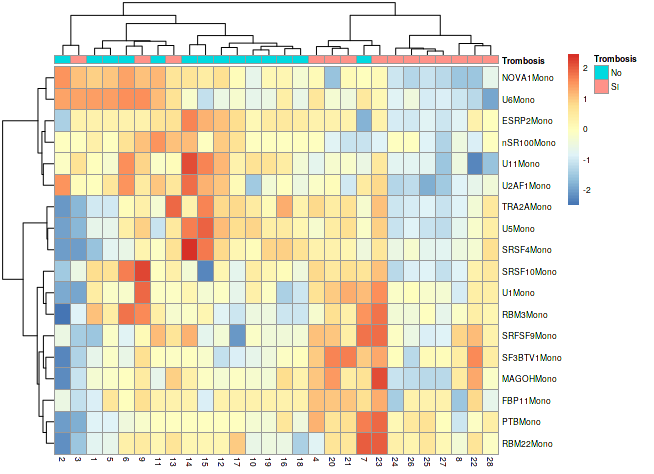 Trombosis
NOVA1Mono
U6Mono
ESRP2Mono
nSR100Mono
U11Mono
U2AF1Mono
TRA2AMono
U5Mono
SRSF4Mono
SRSF10Mono
U1Mono
RBM3Mono
SRFSF9Mono
SF3BTV1Mono
MAGOHMono
FBP11Mono
PTBMono
RBM22Mono
2 3 1 5 6 9 11 13 14 15 12 17 10 19 16 18 4 20 21 7 23 24 26 25 27 8 22 28
2
1
0
-1
-2
Trombosis
No
SI